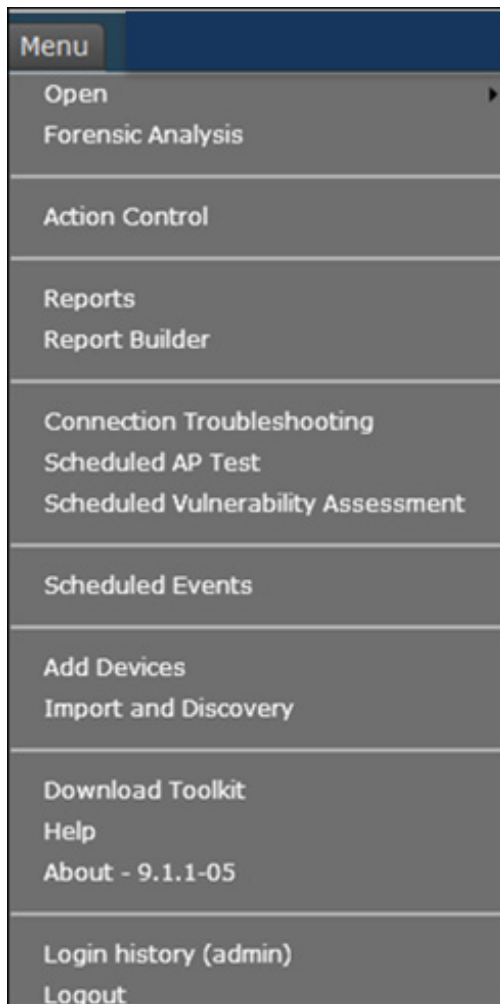 Menu
Open
Forensic Analysis
Action Control
Reports
Report Builder
Connection Troubleshooting
Scheduled AP Test
Scheduled Vulnerability Assessment
Scheduled Events
Add Devices
Import and Discovery
Download Toolkit
Help
About - 9.1.1-05
Login history (admin)
Logout